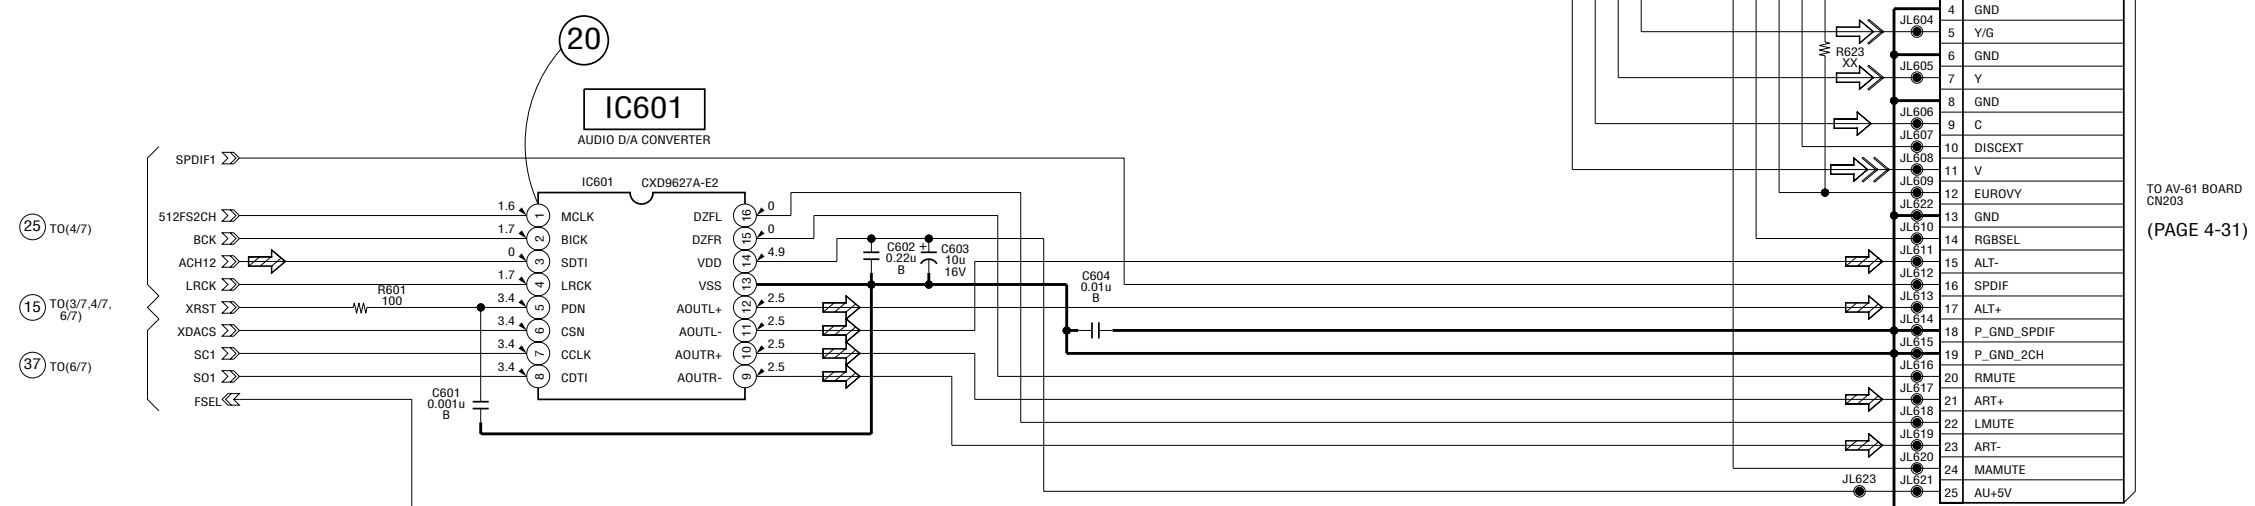 20
IC601
AUDIO D/A CONVERTER
IC601 CXD9627A-E2
SPDIF1
512FS2CH
BCK
ACH12
LRCK
XRST
XDACS
SC1
SO1
FSEL
25 TO(4/7)
15 TO(3/7,4/7,
6/7)
37 TO(6/7)
R601
100
C601
0.001u
B
1.6 1 MCLK
1.7 2 BICK
0 3 SDTI
1.7 4 LRCK
3.4 5 PDN
3.4 6 CSN
3.4 7 CCLK
3.4 8 CDTI
DZFL 16 0
DZFR 15 0
VDD 14 4.9
VSS 13
AOUTL+ 12 2.5
AOUTL- 11 2.5
AOUTR+ 10 2.5
AOUTR- 9 2.5
C602
0.22u
B
+
C603
10u
16V
C604
0.01u
B
R623
XX
4 GND
JL604
5 Y/G
6 GND
JL605
7 Y
8 GND
JL606
9 C
JL607
10 DISCEXT
JL608
11 V
JL609
12 EUROVY
JL622
13 GND
JL610
14 RGBSEL
JL611
15 ALT-
JL612
16 SPDIF
JL613
17 ALT+
JL614
18 P_GND_SPDIF
JL615
19 P_GND_2CH
JL616
20 RMUTE
JL617
21 ART+
JL618
22 LMUTE
JL619
23 ART-
JL620
24 MAMUTE
JL623 JL621
25 AU+5V
TO AV-61 BOARD
CN203
(PAGE 4-31)